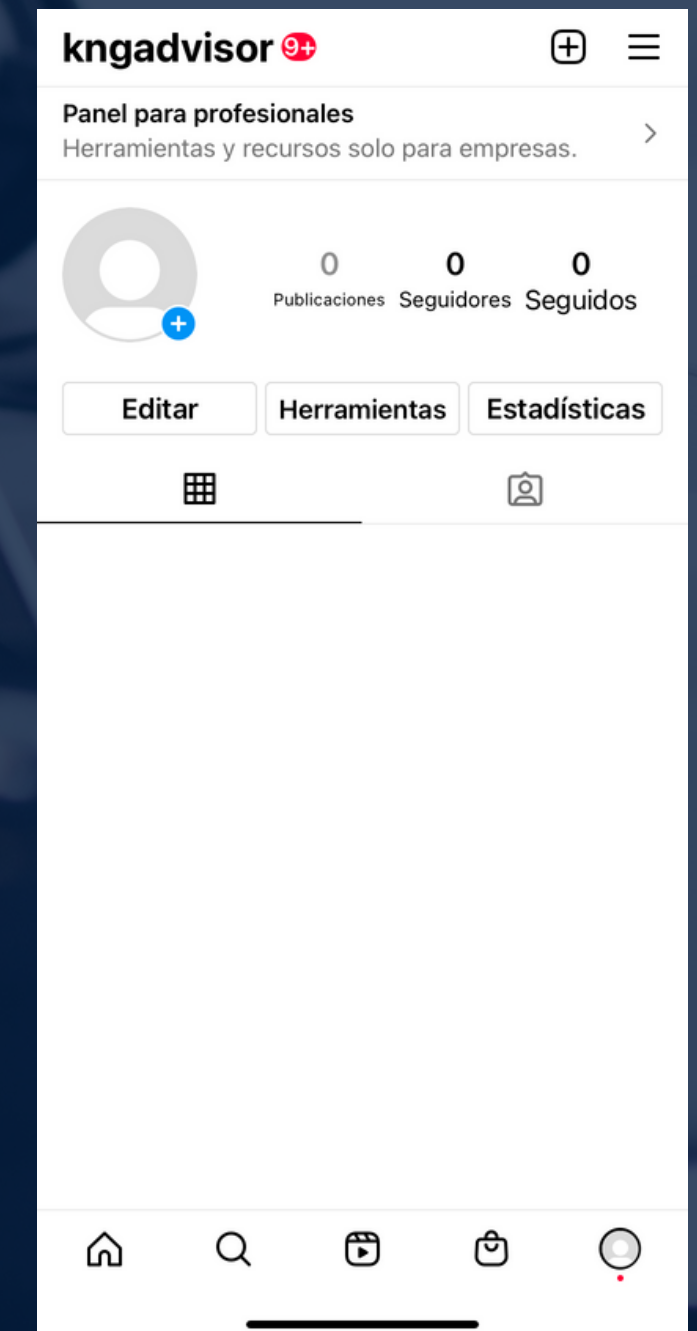 kngadvisor 9+
Panel para profesionales
Herramientas y recursos solo para empresas.
0 0 0
Publicaciones Seguidores Seguidos
Editar Herramientas Estadísticas